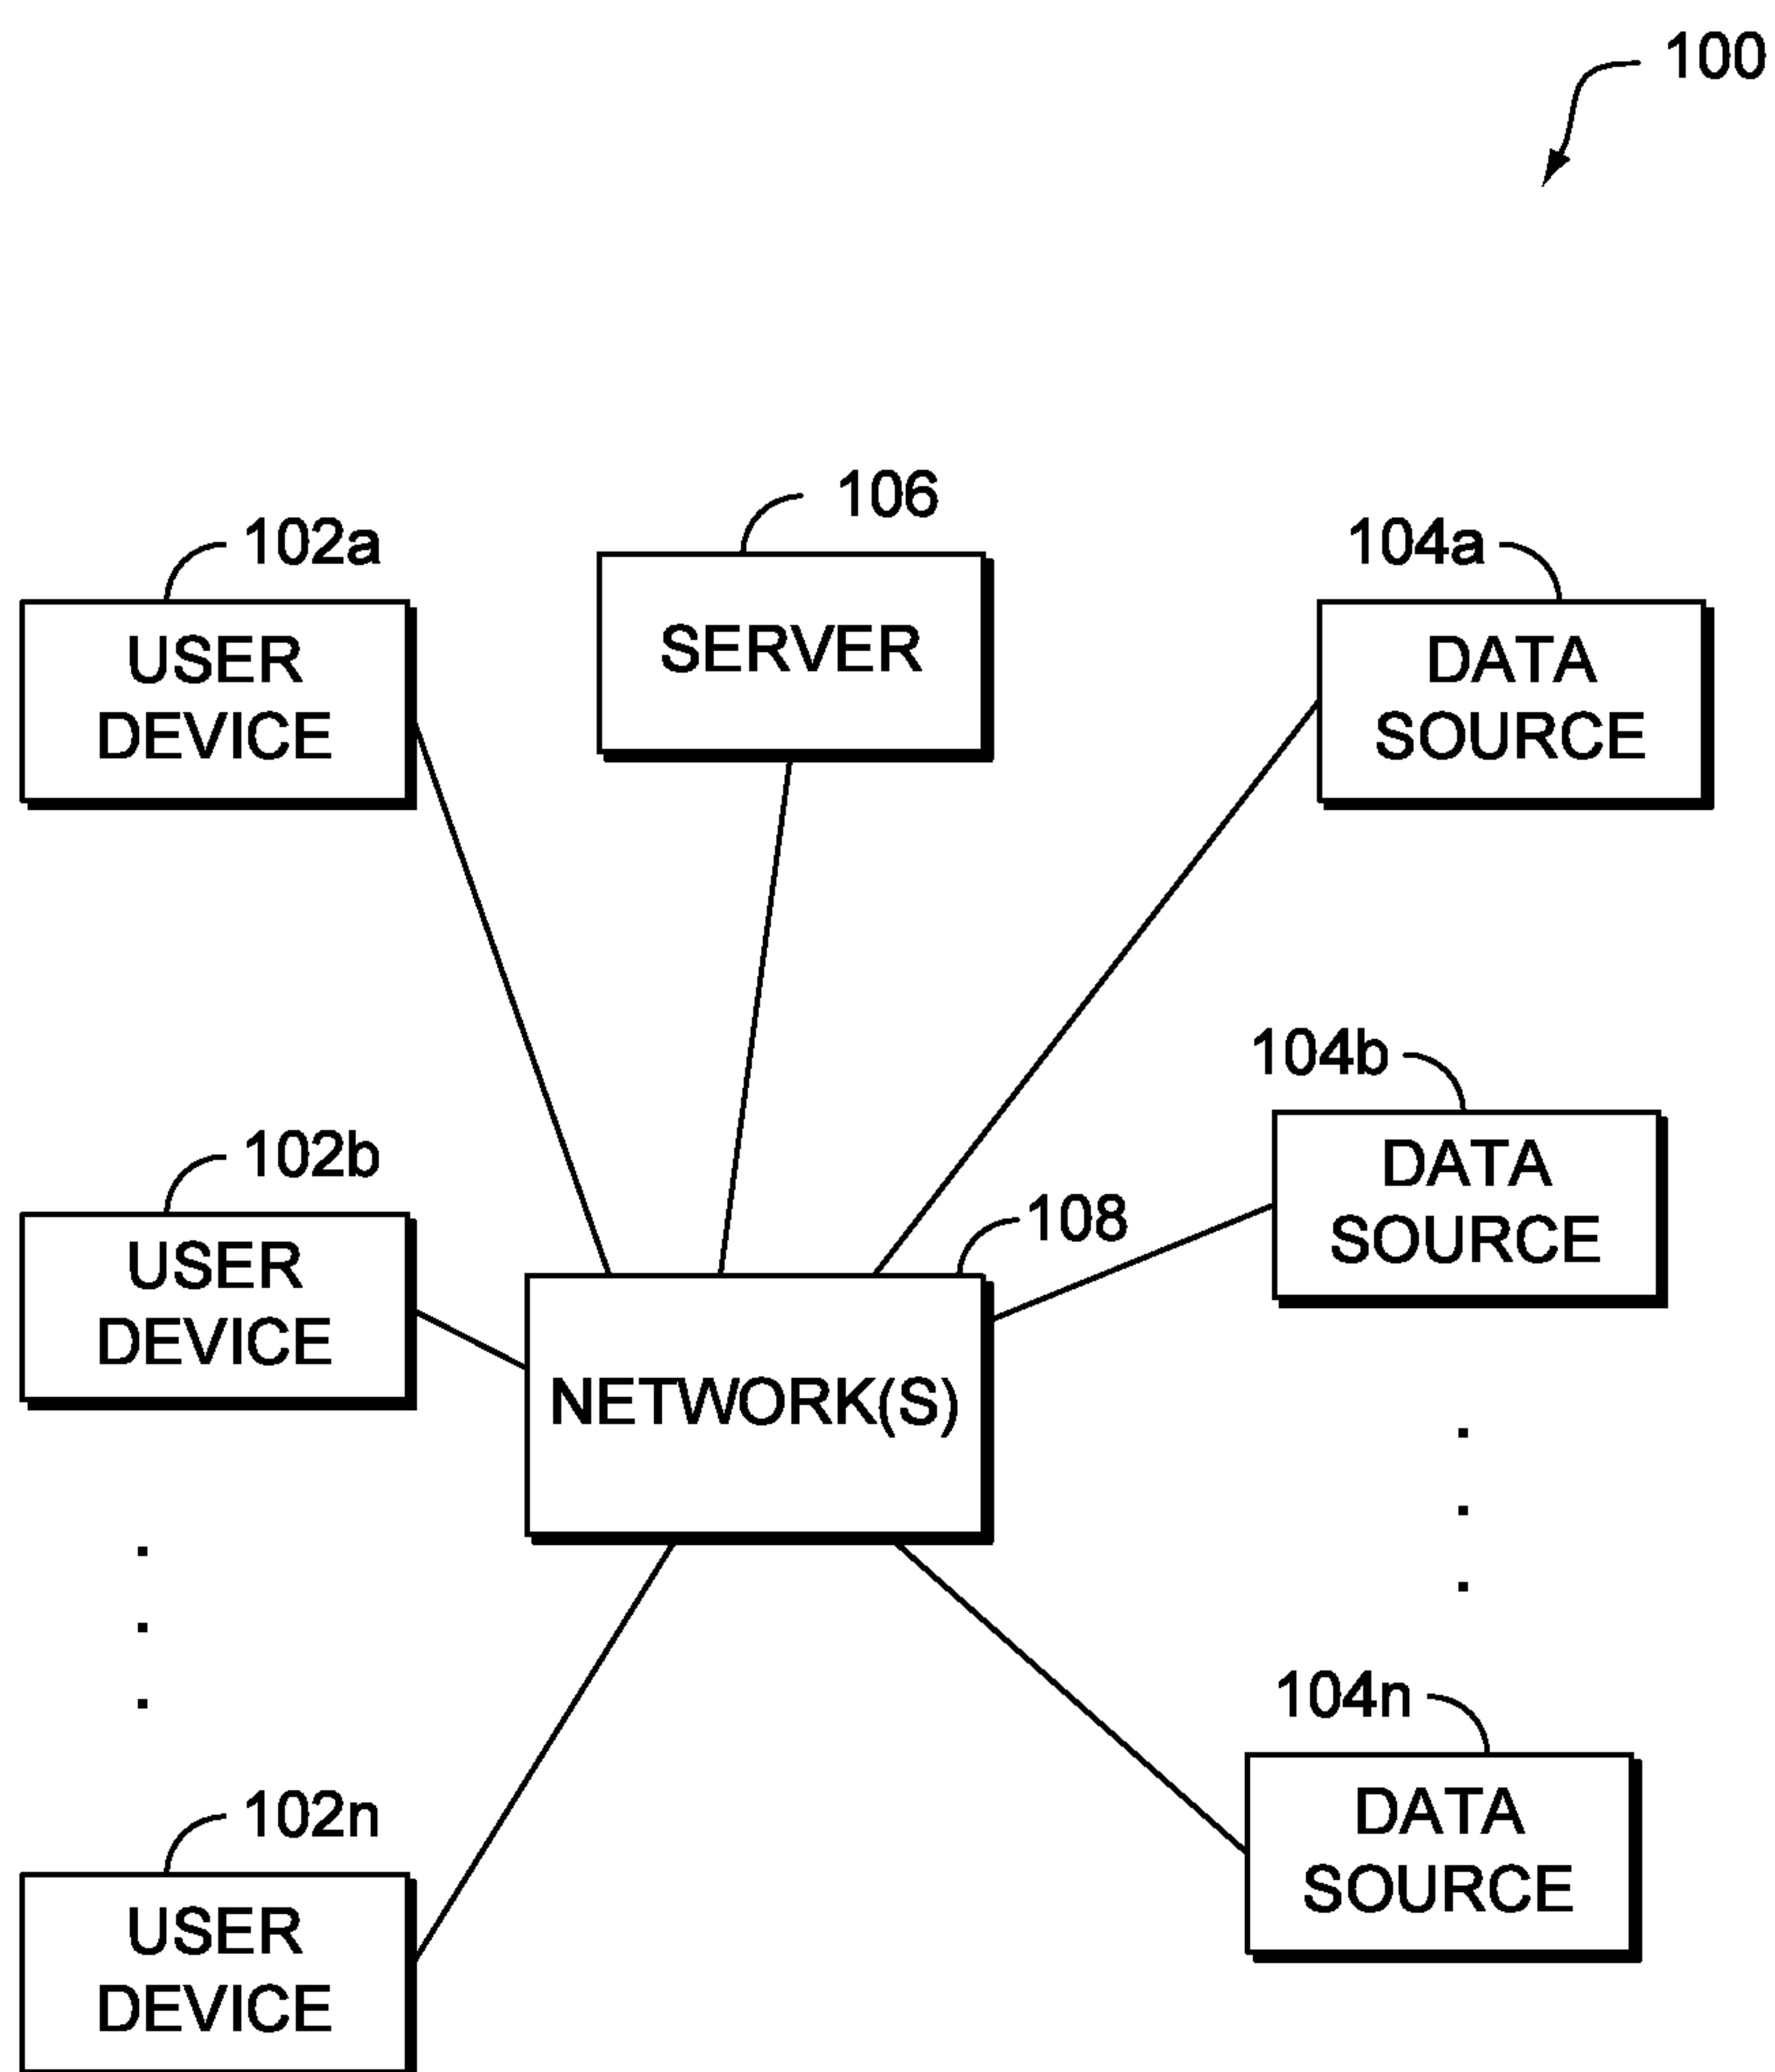 100
106
102a
104a
SERVER
USER
DEVICE
DATA
SOURCE
104b
102b
DATA
SOURCE
108
USER
DEVICE
NETWORK(S)
104n
102n
DATA
SOURCE
USER
DEVICE